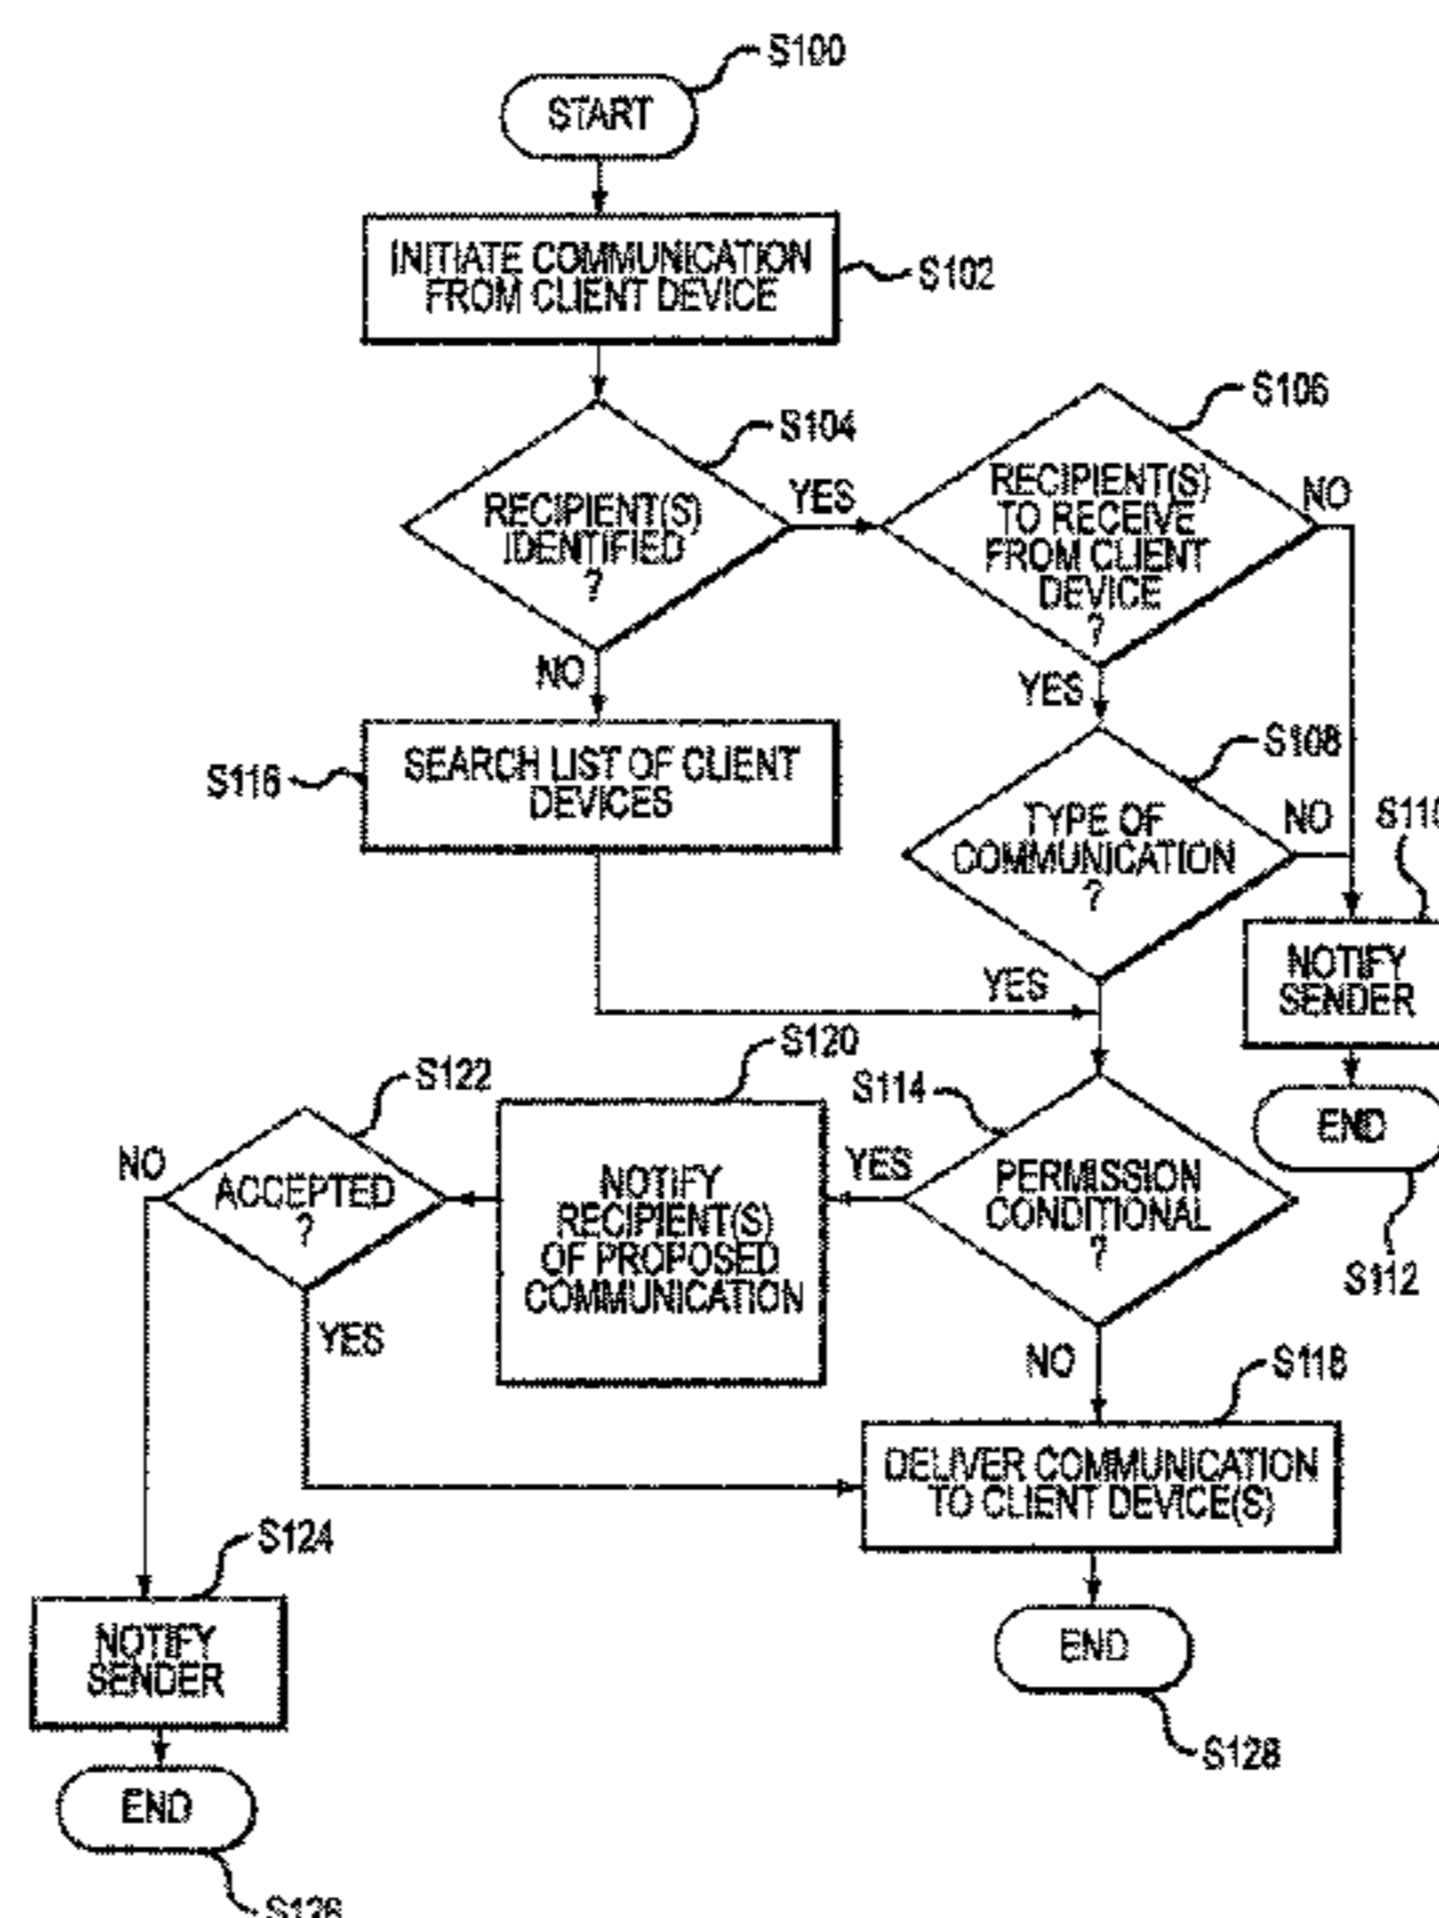 S100
START
INITIATE COMMUNICATION
FROM CLIENT DEVICE
S102
S104
RECIPIENT(S)
IDENTIFIED
?
YES
NO
S106
RECIPIENT(S)
TO RECEIVE
FROM CLIENT
DEVICE
?
NO
YES
S116
SEARCH LIST OF CLIENT
DEVICES
S108
TYPE OF
COMMUNICATION
?
NO
YES
S110
NOTIFY
SENDER
END
S112
S114
PERMISSION
CONDITIONAL
?
YES
NO
S120
NOTIFY
RECIPIENT(S)
OF PROPOSED
COMMUNICATION
S122
ACCEPTED
?
NO
YES
S118
DELIVER COMMUNICATION
TO CLIENT DEVICE(S)
END
S128
S124
NOTIFY
SENDER
END
S126